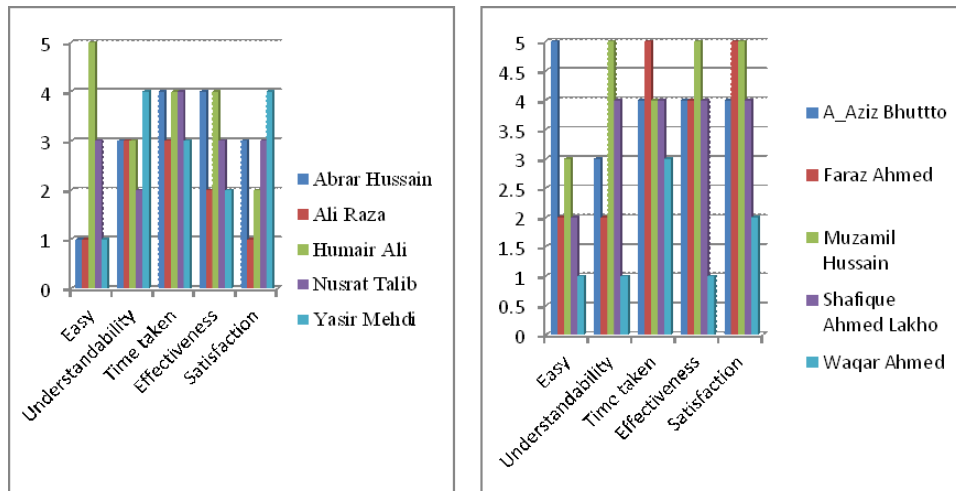 5
4
3
2
1
0
Easy
Understandability
Time taken
Effectiveness
Satisfaction
Abrar Hussain
Ali Raza
Humair Ali
Nusrat Talib
Yasir Mehdi
5
4.5
4
3.5
3
2.5
2
1.5
1
0.5
0
Easy
Understandability
Time taken
Effectiveness
Satisfaction
A_Aziz Bhuttto
Faraz Ahmed
Muzamil
Hussain
Shafique
Ahmed Lakho
Waqar Ahmed